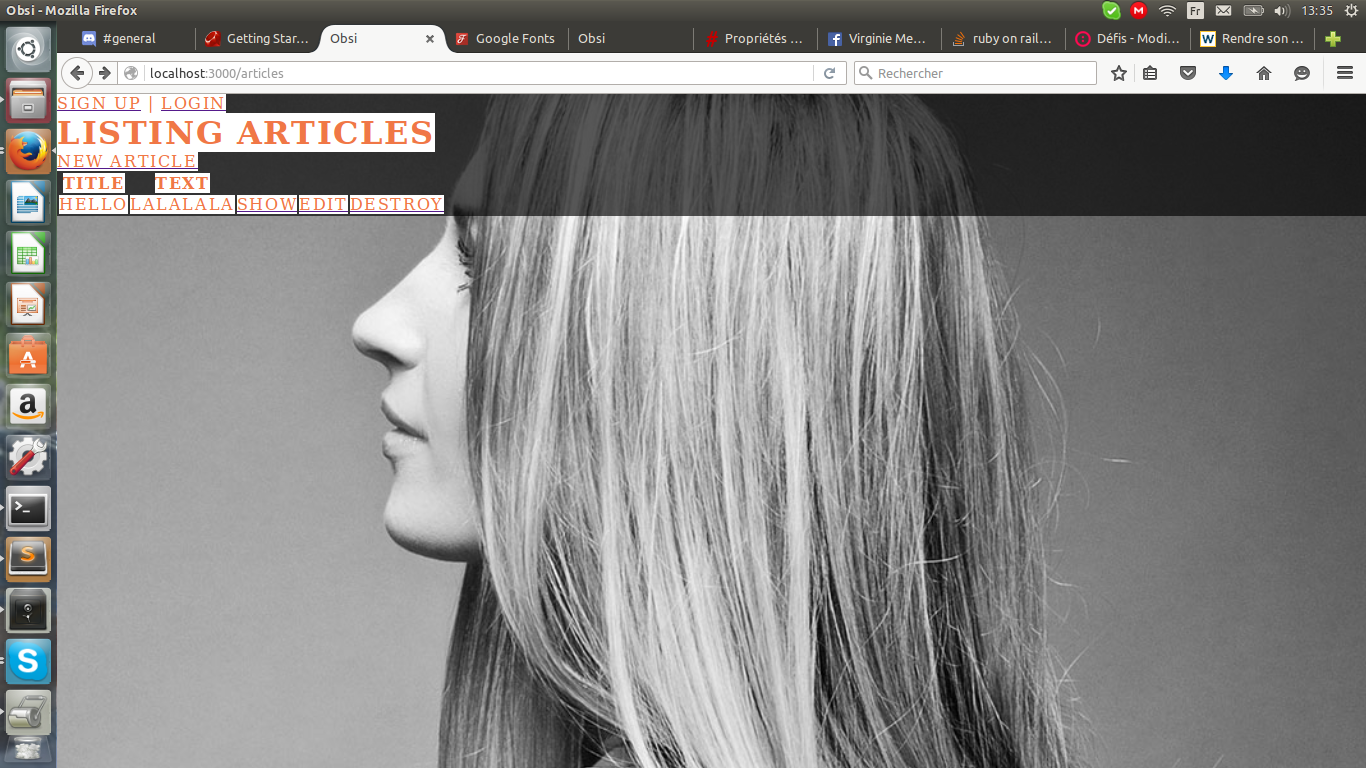 Obsi - Mozilla Firefox
Fr
13:35
#general
Getting Star...
Obsi
Google Fonts
Obsi
Propriétés ...
Virginie Me...
ruby on rail...
Défis - Modi...
Rendre son ...
localhost:3000/articles
Rechercher
SIGN UP | LOGIN
LISTING ARTICLES
NEW ARTICLE
TITLE TEXT
HELLO LALALALA SHOW EDIT DESTROY